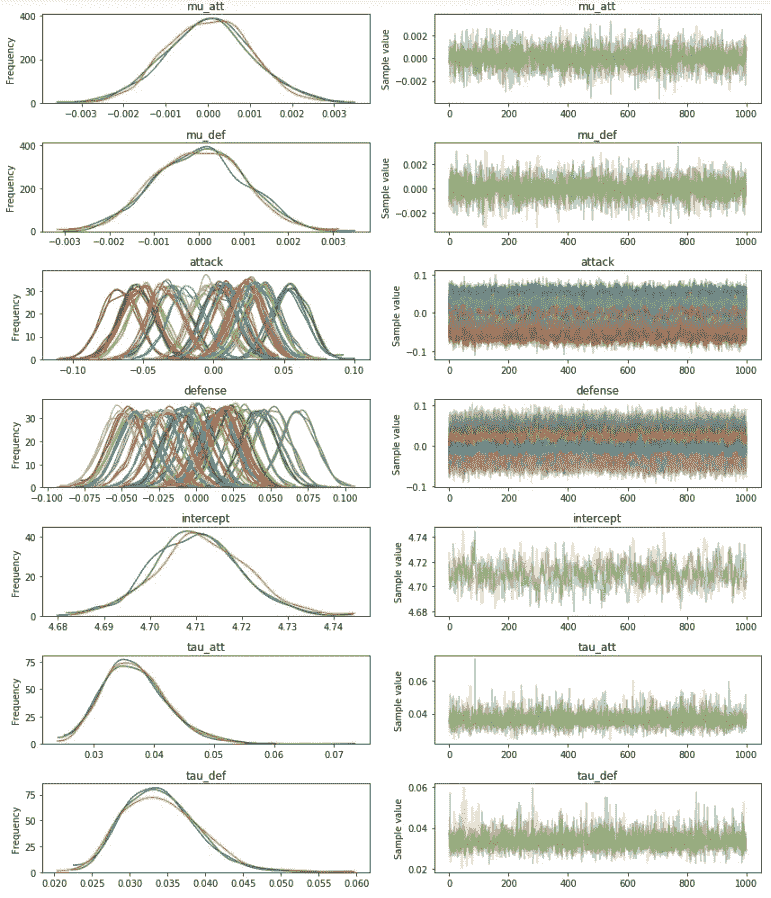 mu_att
Frequency
400
200
0
−0.003 −0.002 −0.001 0.000 0.001 0.002 0.003
mu_att
Sample value
0.002
0.000
−0.002
0 200 400 600 800 1000
mu_def
Frequency
400
200
0
−0.003 −0.002 −0.001 0.000 0.001 0.002 0.003
mu_def
Sample value
0.002
0.000
−0.002
0 200 400 600 800 1000
attack
Frequency
30
20
10
0
−0.10 −0.05 0.00 0.05 0.10
attack
Sample value
0.1
0.0
−0.1
0 200 400 600 800 1000
defense
Frequency
30
20
10
0
−0.100 −0.075 −0.050 −0.025 0.000 0.025 0.050 0.075 0.100
defense
Sample value
0.1
0.0
−0.1
0 200 400 600 800 1000
intercept
Frequency
40
20
0
4.68 4.69 4.70 4.71 4.72 4.73 4.74
intercept
Sample value
4.74
4.72
4.70
4.68
0 200 400 600 800 1000
tau_att
Frequency
75
50
25
0
0.03 0.04 0.05 0.06 0.07
tau_att
Sample value
0.06
0.04
0 200 400 600 800 1000
tau_def
Frequency
75
50
25
0
0.020 0.025 0.030 0.035 0.040 0.045 0.050 0.055 0.060
tau_def
Sample value
0.06
0.04
0.02
0 200 400 600 800 1000